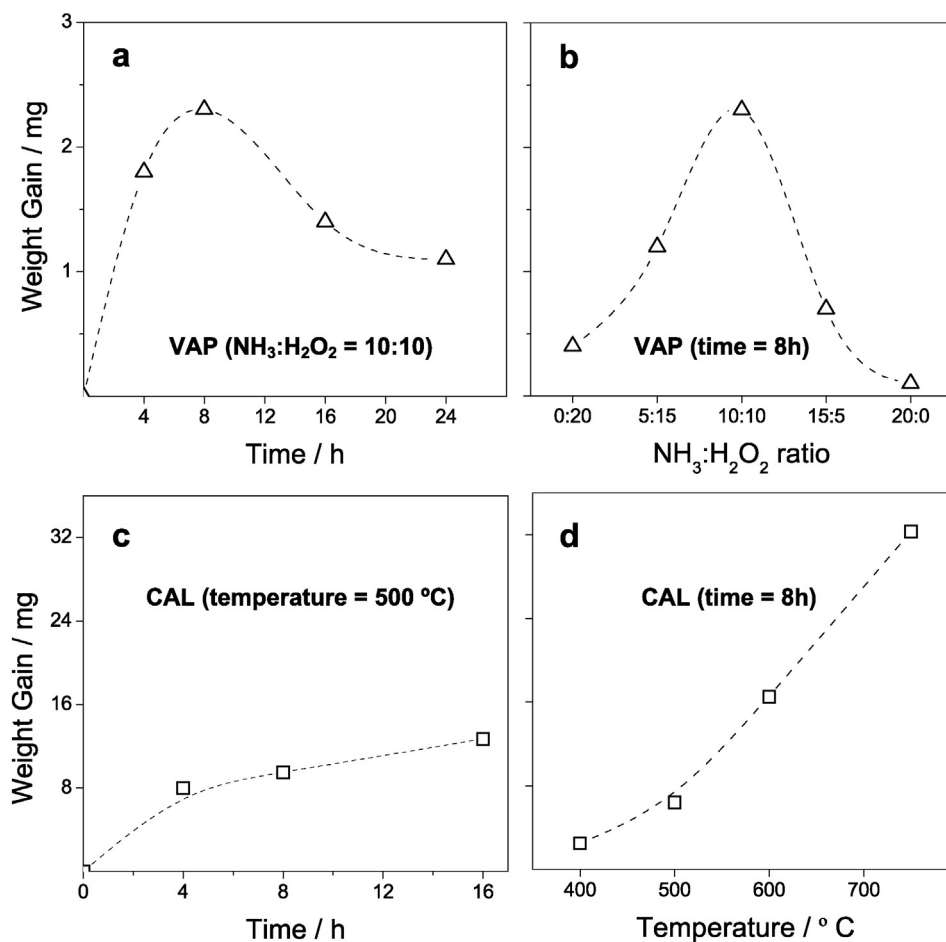 a
3
2
1
Weight Gain / mg
VAP (NH₃:H₂O₂ = 10:10)
4 8 12 16 20 24
Time / h
b
VAP (time = 8h)
0:20 5:15 10:10 15:5 20:0
NH₃:H₂O₂ ratio
c
32
24
16
8
Weight Gain / mg
CAL (temperature = 500 ºC)
0 4 8 12 16
Time / h
d
CAL (time = 8h)
400 500 600 700
Temperature / º C